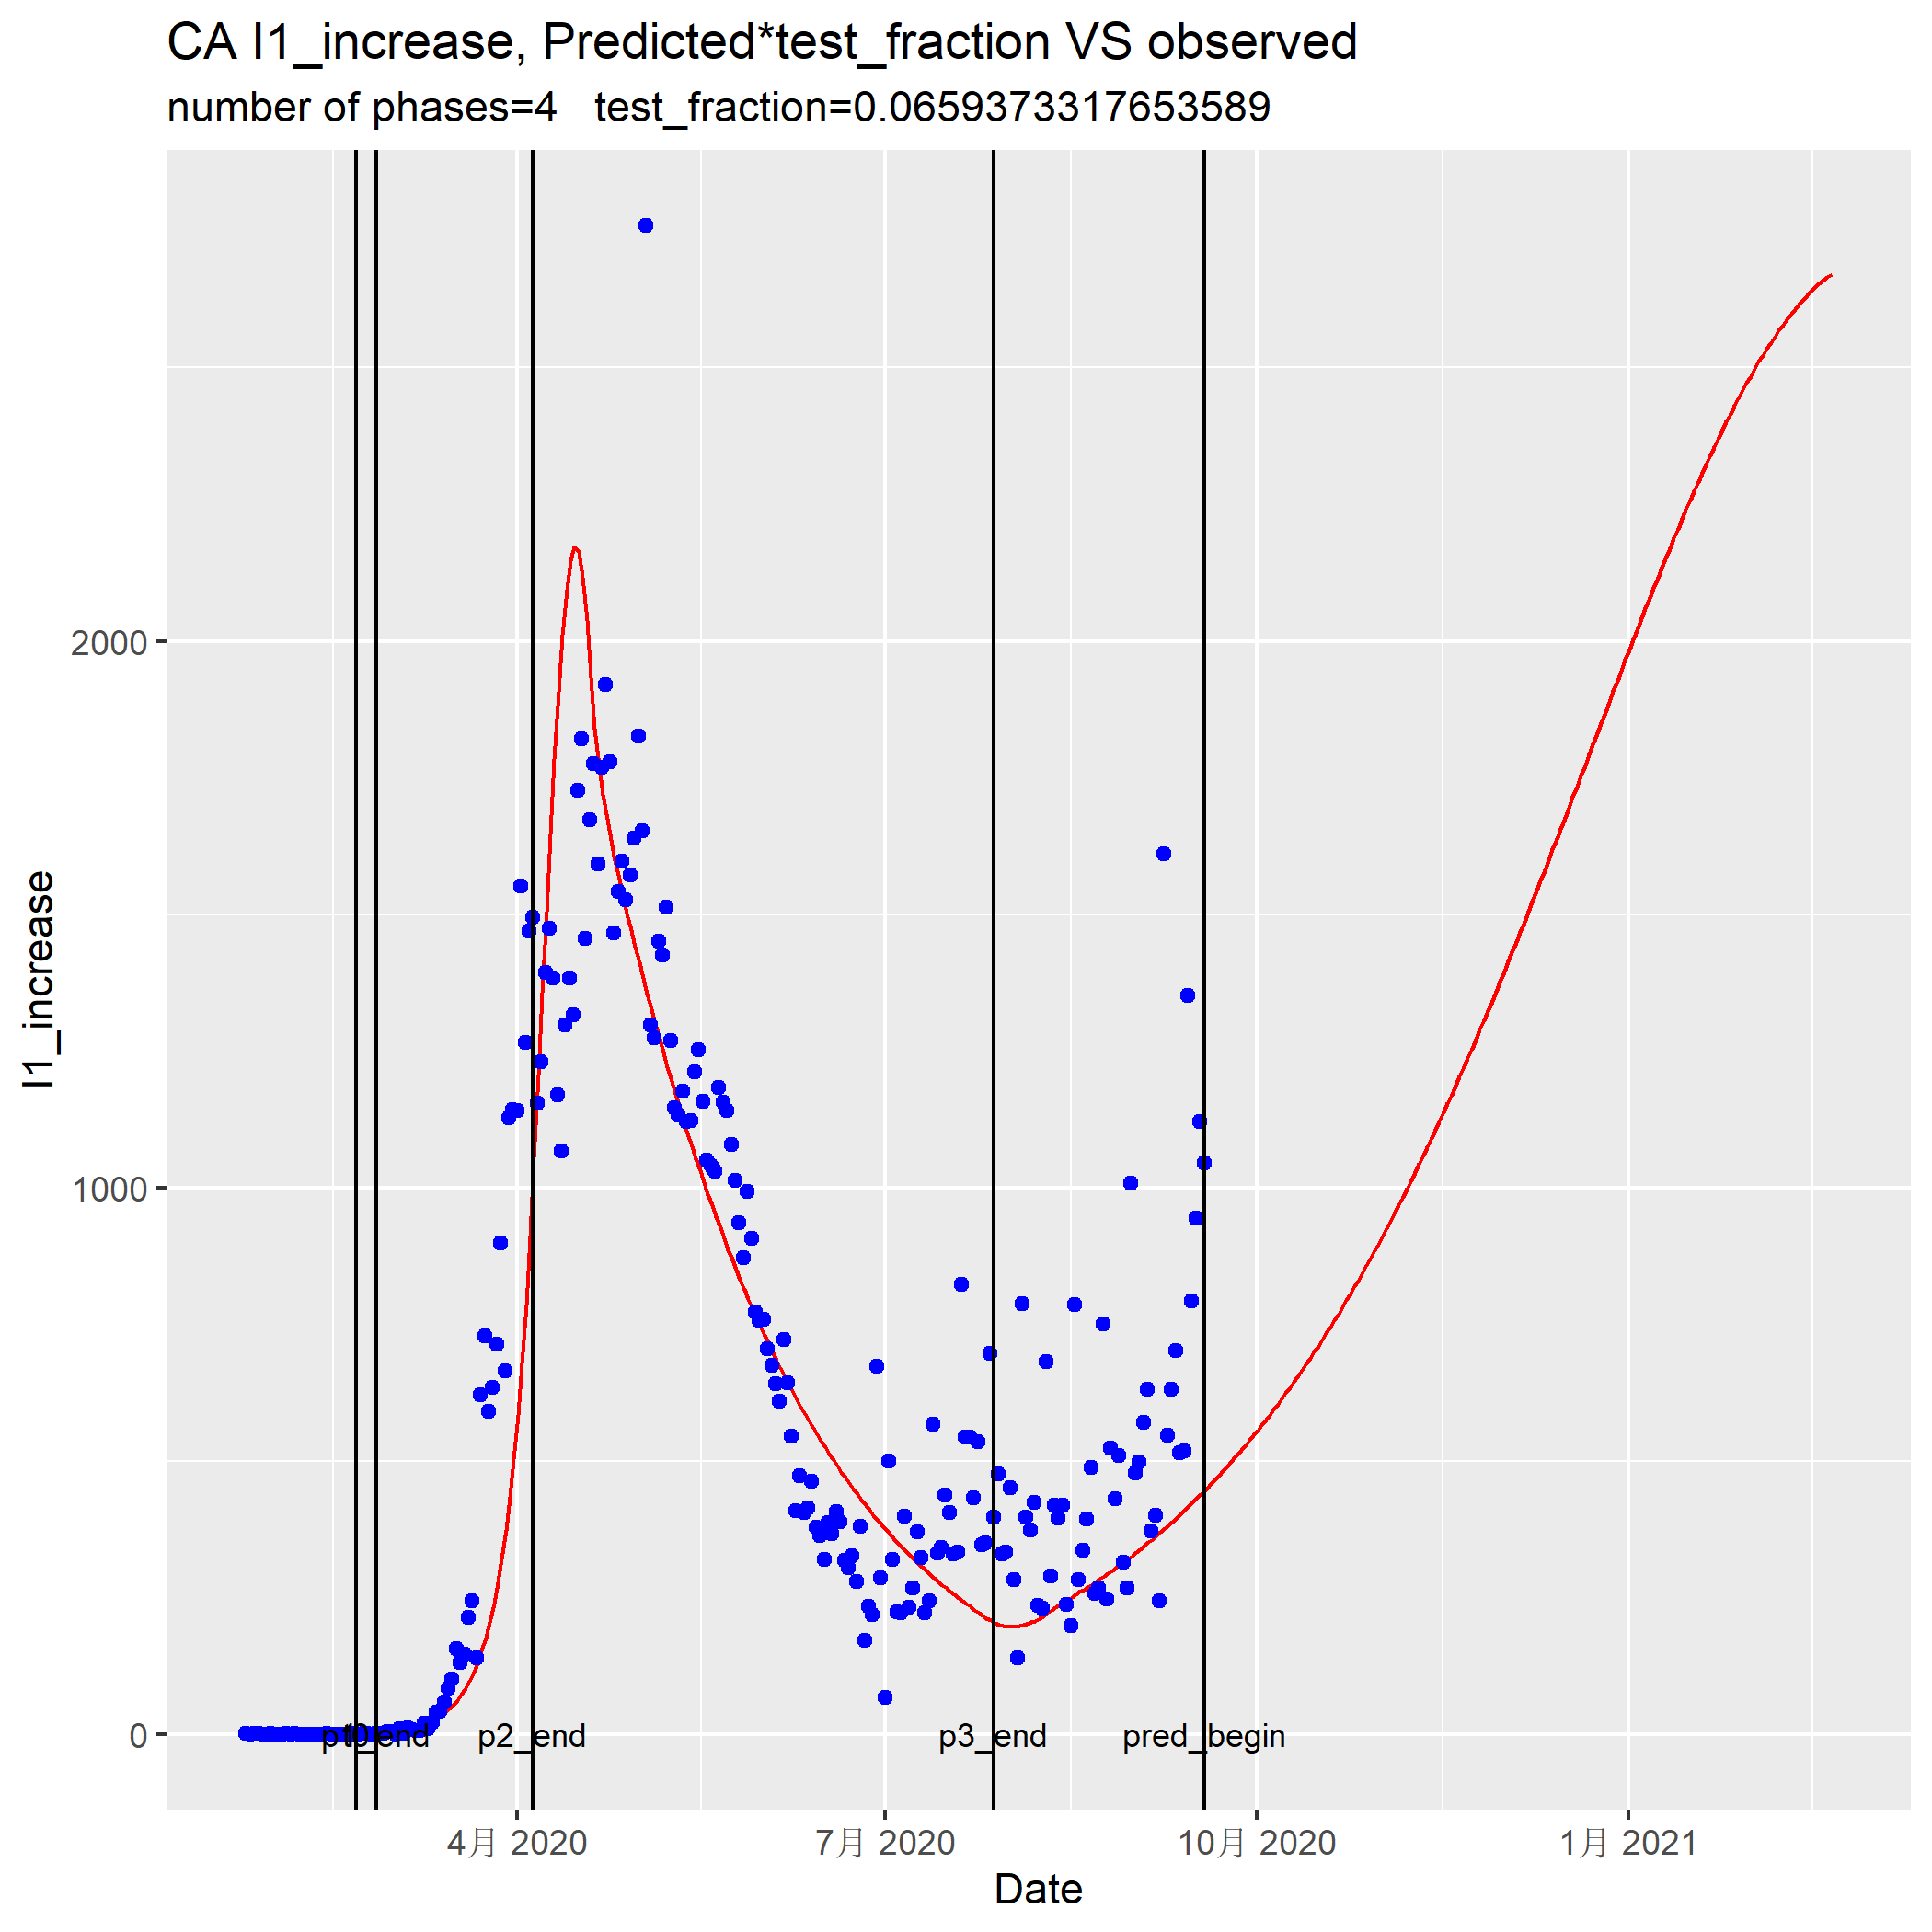 CA I1_increase, Predicted*test_fraction VS observed
number of phases=4 test_fraction=0.0659373317653589
I1_increase
2000
1000
0
p2_end
p3_end
pred_begin
4月 2020
7月 2020
10月 2020
1月 2021
Date